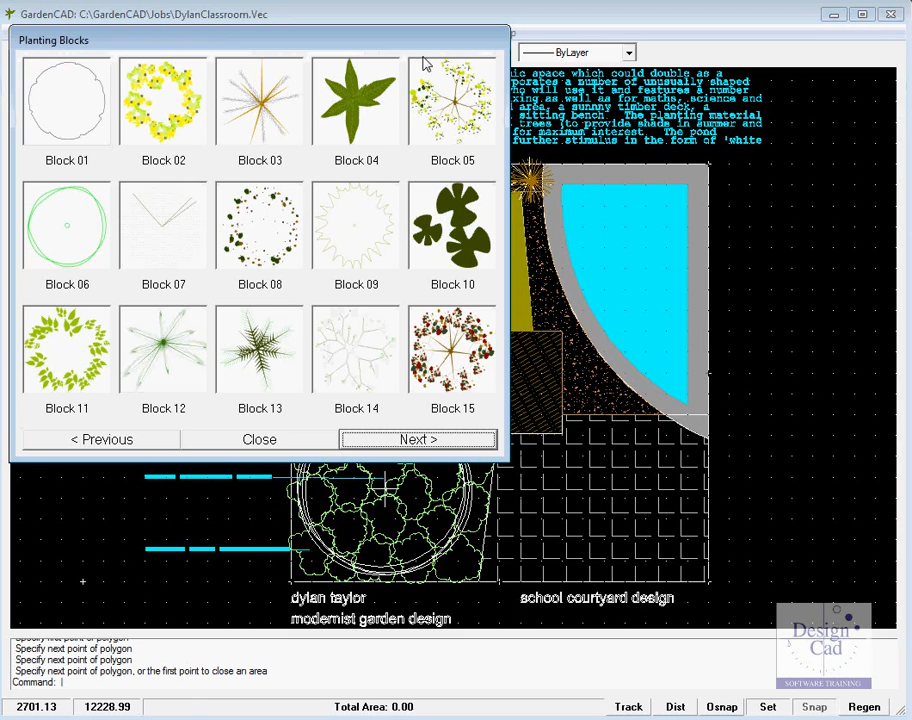 GardenCAD: C:\GardenCAD\Jobs\DylanClassroom.Vec
Planting Blocks
ByLayer
Block 01
Block 02
Block 03
Block 04
Block 05
Block 06
Block 07
Block 08
Block 09
Block 10
Block 11
Block 12
Block 13
Block 14
Block 15
< Previous
Close
Next >
space which could double as a
porates a number of unusually shaped
who will use it and features a number
xing as well as for maths, science and
area, a sunnny timber deck, a
sitting bench. The planting material
trees (to provide shade in summer and
for maximum interest. The pond
further stimulus in the form of 'white
dylan taylor
modernist garden design
school courtyard design
Design
Cad
SOFTWARE TRAINING
Specify first point of polygon
Specify next point of polygon
Specify next point of polygon
Specify next point of polygon, or the first point to close an area
Command:
2701.13
12228.99
Total Area: 0.00
Track
Dist
Osnap
Set
Snap
Regen